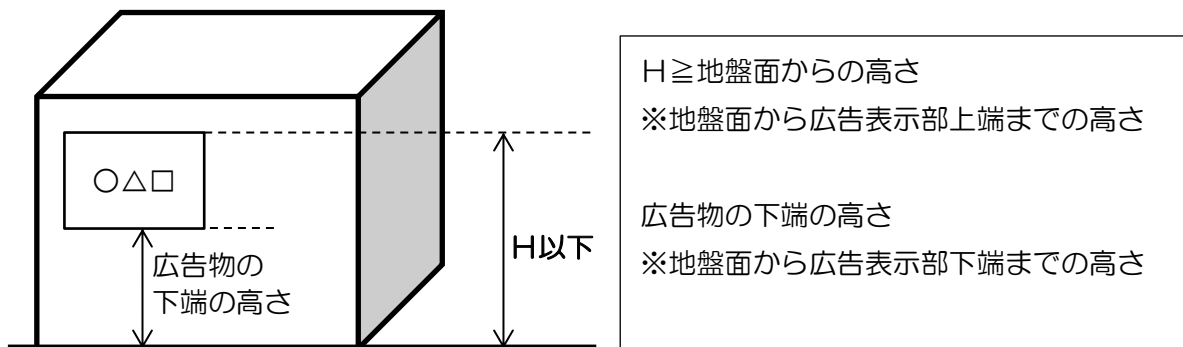 ○△□
広告物の
下端の高さ
H以下
H≧地盤面からの高さ
※地盤面から広告表示部上端までの高さ
広告物の下端の高さ
※地盤面から広告表示部下端までの高さ